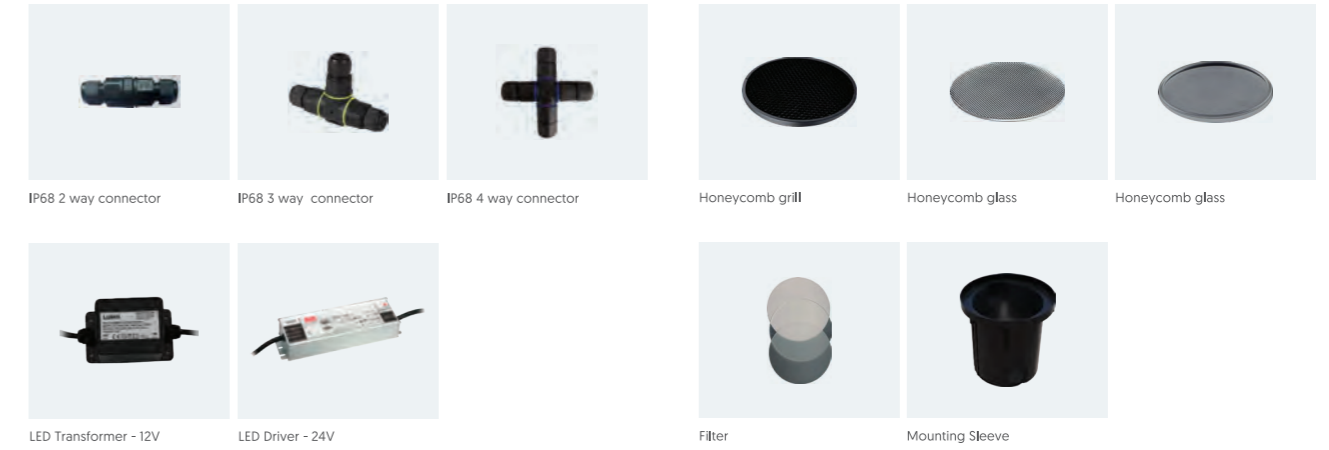 IP68 2 way connector
IP68 3 way connector
IP68 4 way connector
Honeycomb grill
Honeycomb glass
Honeycomb glass
LED Transformer - 12V
LED Driver - 24V
Filter
Mounting Sleeve